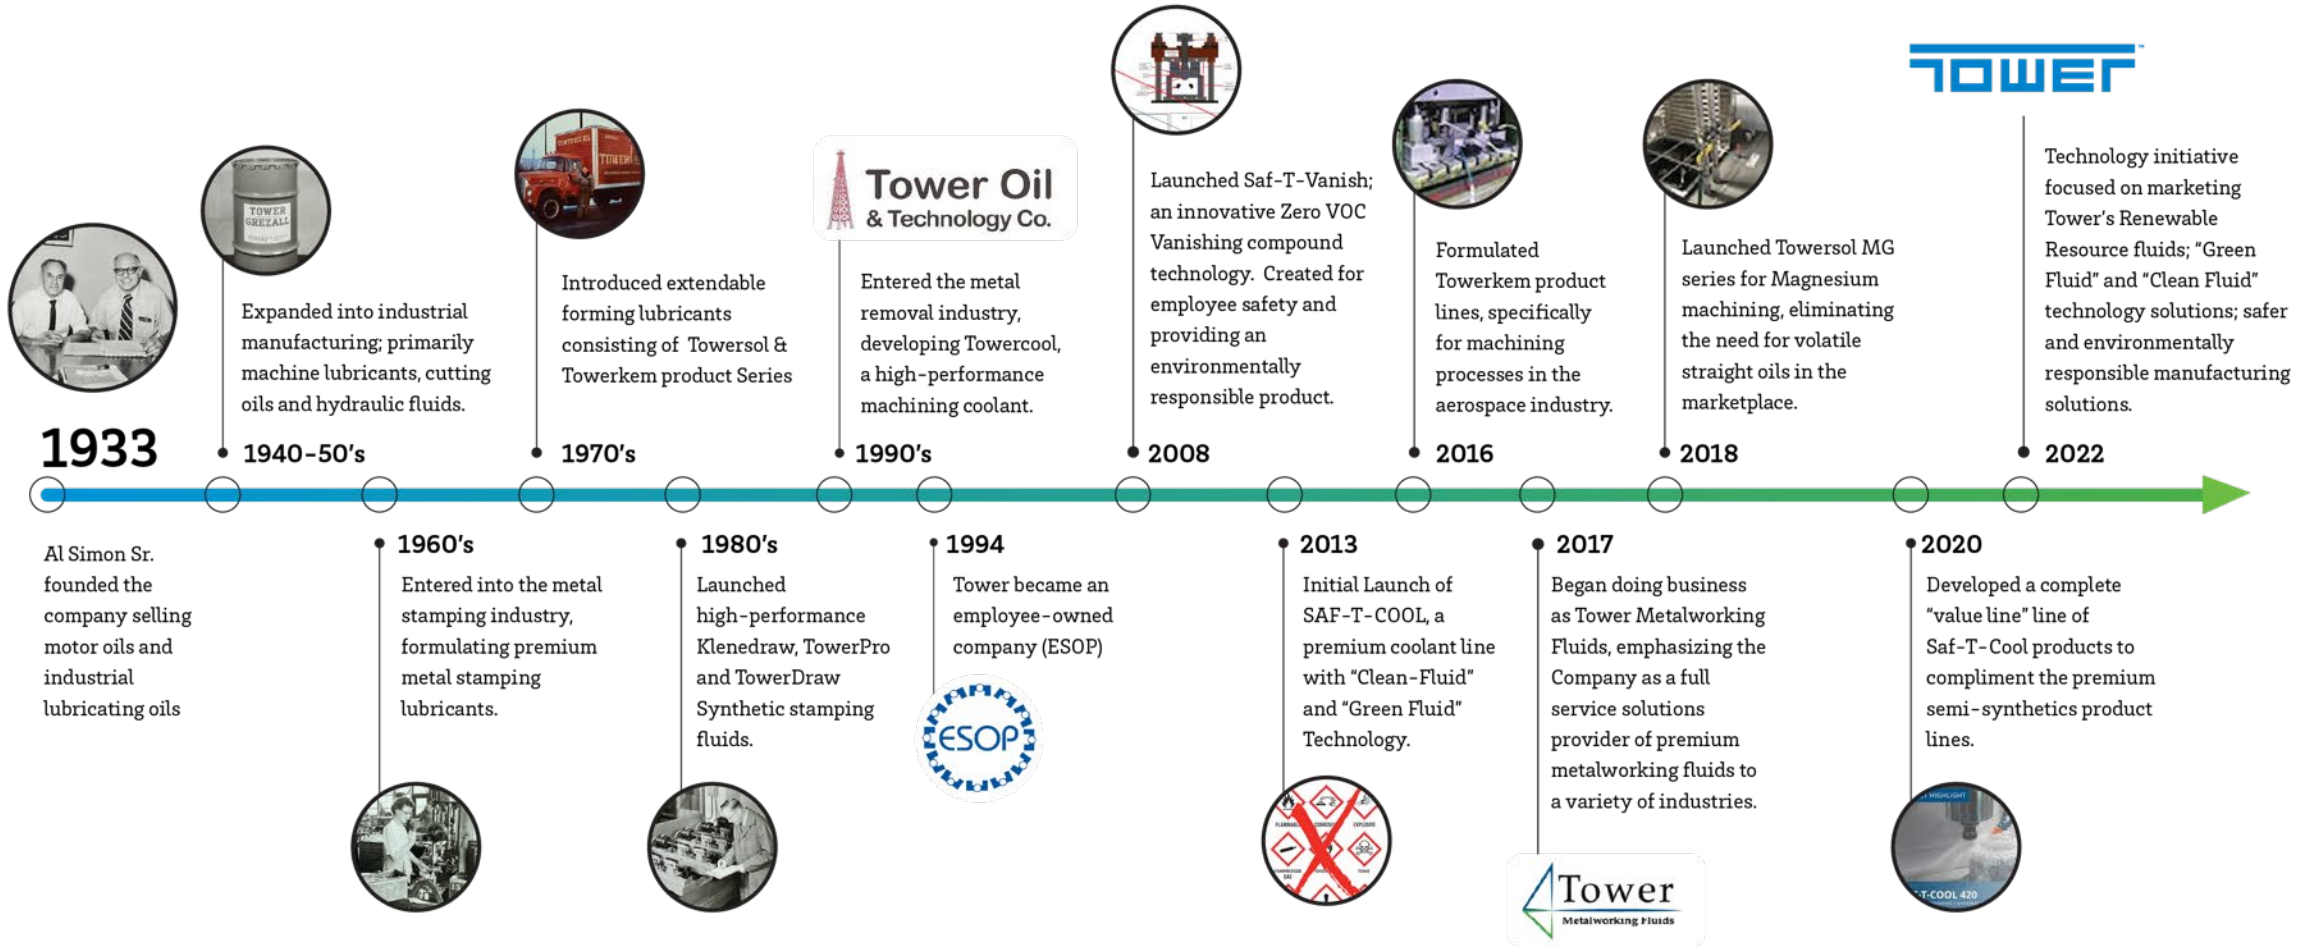 TOWER
GREZALL
TOWER
Tower Oil
& Technology Co.
TOWER
™
1933
Al Simon Sr.
founded the
company selling
motor oils and
industrial
lubricating oils
Expanded into industrial
manufacturing; primarily
machine lubricants, cutting
oils and hydraulic fluids.
1940-50's
1960's
Entered into the metal
stamping industry,
formulating premium
metal stamping
lubricants.
Introduced extendable
forming lubricants
consisting of Towersol &
Towerkem product Series
1970's
1980's
Launched
high-performance
Klenedraw, TowerPro
and TowerDraw
Synthetic stamping
fluids.
Entered the metal
removal industry,
developing Towercool,
a high-performance
machining coolant.
1990's
1994
Tower became an
employee-owned
company (ESOP)
ESOP
Launched Saf-T-Vanish;
an innovative Zero VOC
Vanishing compound
technology. Created for
employee safety and
providing an
environmentally
responsible product.
2008
2013
Initial Launch of
SAF-T-COOL, a
premium coolant line
with “Clean-Fluid”
and “Green Fluid”
Technology.
EXPLOSIVE
Formulated
Towerkem product
lines, specifically
for machining
processes in the
aerospace industry.
2016
2017
Began doing business
as Tower Metalworking
Fluids, emphasizing the
Company as a full
service solutions
provider of premium
metalworking fluids to
a variety of industries.
Tower
Metalworking Fluids
Launched Towersol MG
series for Magnesium
machining, eliminating
the need for volatile
straight oils in the
marketplace.
2018
2020
Developed a complete
“value line” line of
Saf-T-Cool products to
compliment the premium
semi-synthetics product
lines.
HIGHLIGHT
-T-COOL 420
Technology initiative
focused on marketing
Tower's Renewable
Resource fluids; “Green
Fluid” and “Clean Fluid”
technology solutions; safer
and environmentally
responsible manufacturing
solutions.
2022